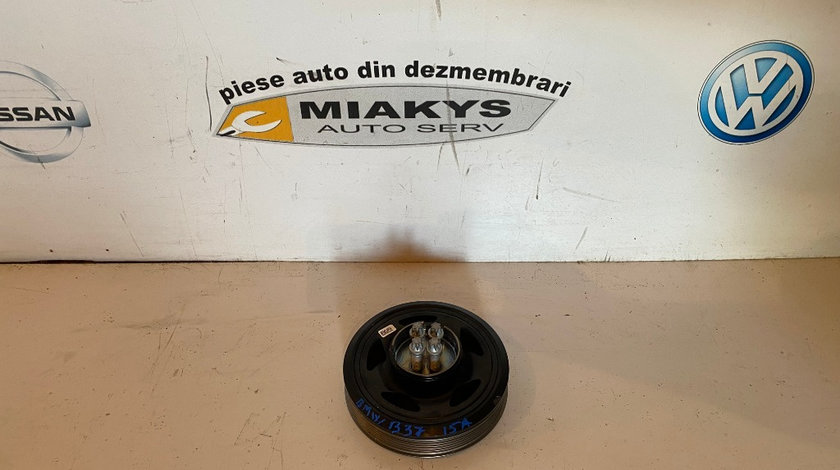 piese auto din dezmembrari
MIAKYS
AUTO SERV
NISSAN
BMW B37 15A